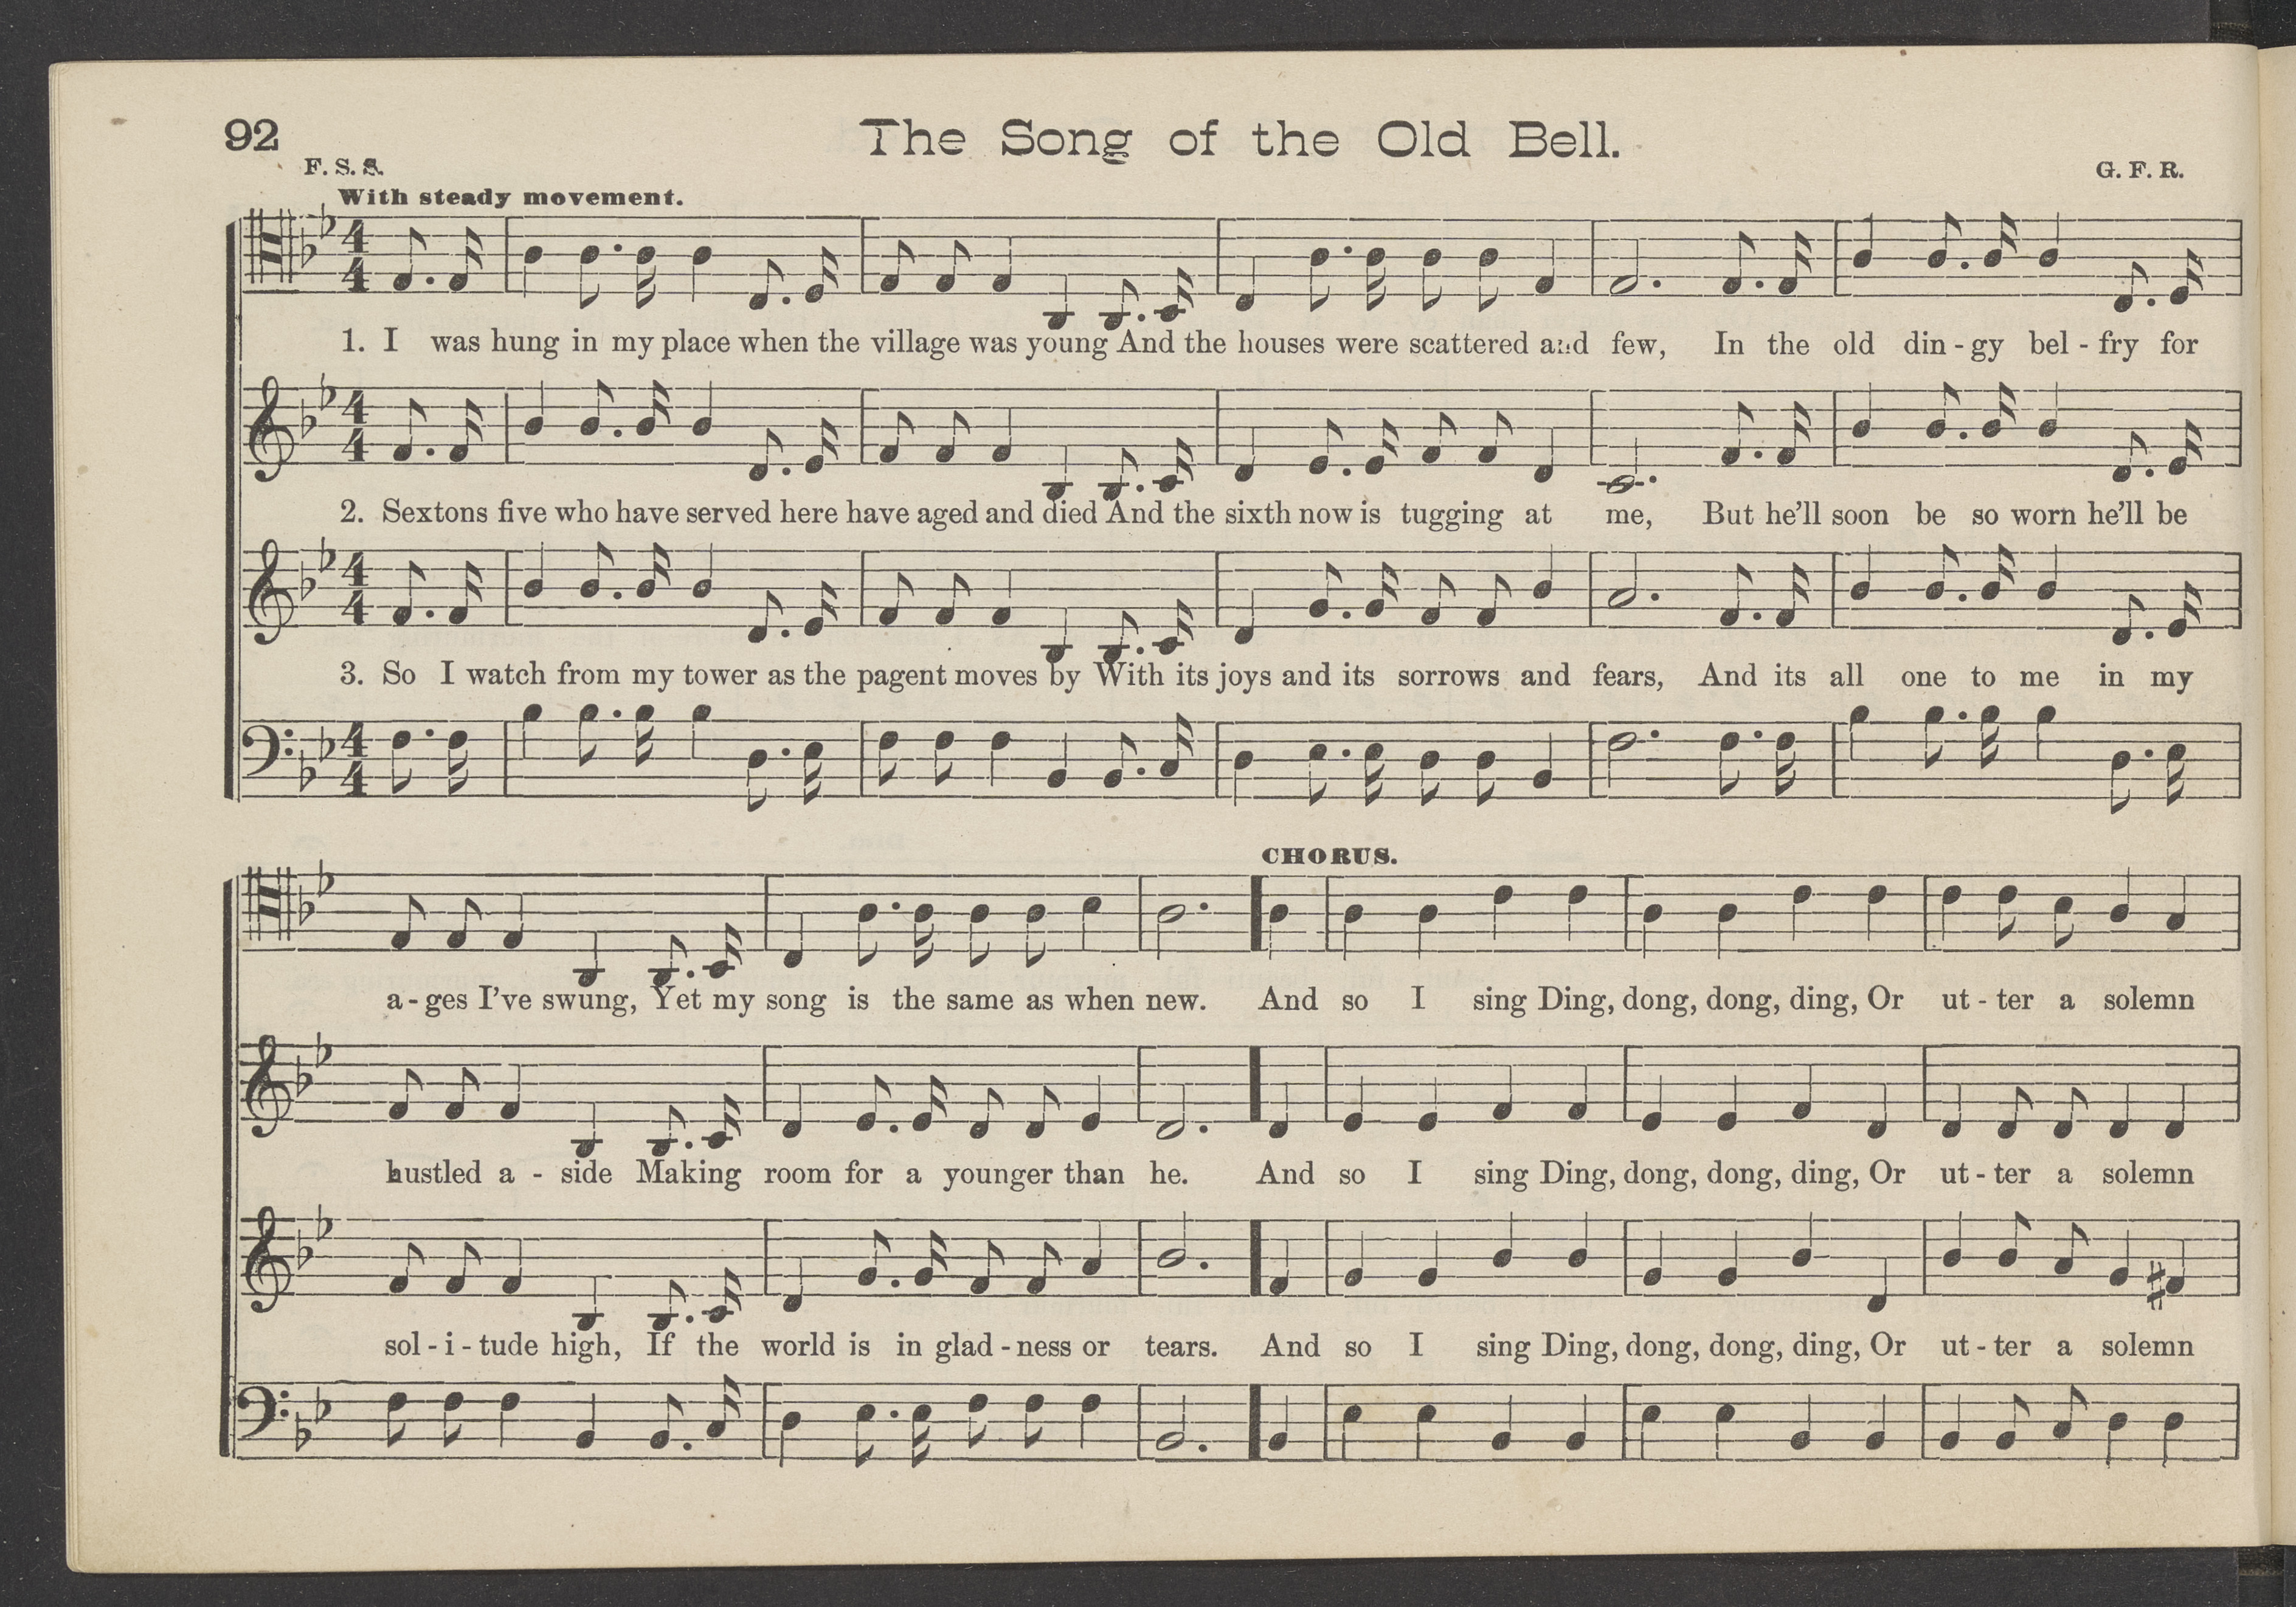 92
The Song of the Old Bell.
F. S. S.
G. F. R.
With steady movement.
4
4
1. I was hung in my place when the village was young And the houses were scattered and few, In the old din - gy bel - fry for
4
4
2. Sextons five who have served here have aged and died And the sixth now is tugging at me, But he'll soon be so worn he'll be
4
4
3. So I watch from my tower as the pagent moves by With its joys and its sorrows and fears, And its all one to me in my
4
4
CHORUS.
a - ges I've swung, Yet my song is the same as when new. And so I sing Ding, dong, dong, ding, Or ut - ter a solemn
hustled a - side Making room for a younger than he. And so I sing Ding, dong, dong, ding, Or ut - ter a solemn
sol - i - tude high, If the world is in glad - ness or tears. And so I sing Ding, dong, dong, ding, Or ut - ter a solemn